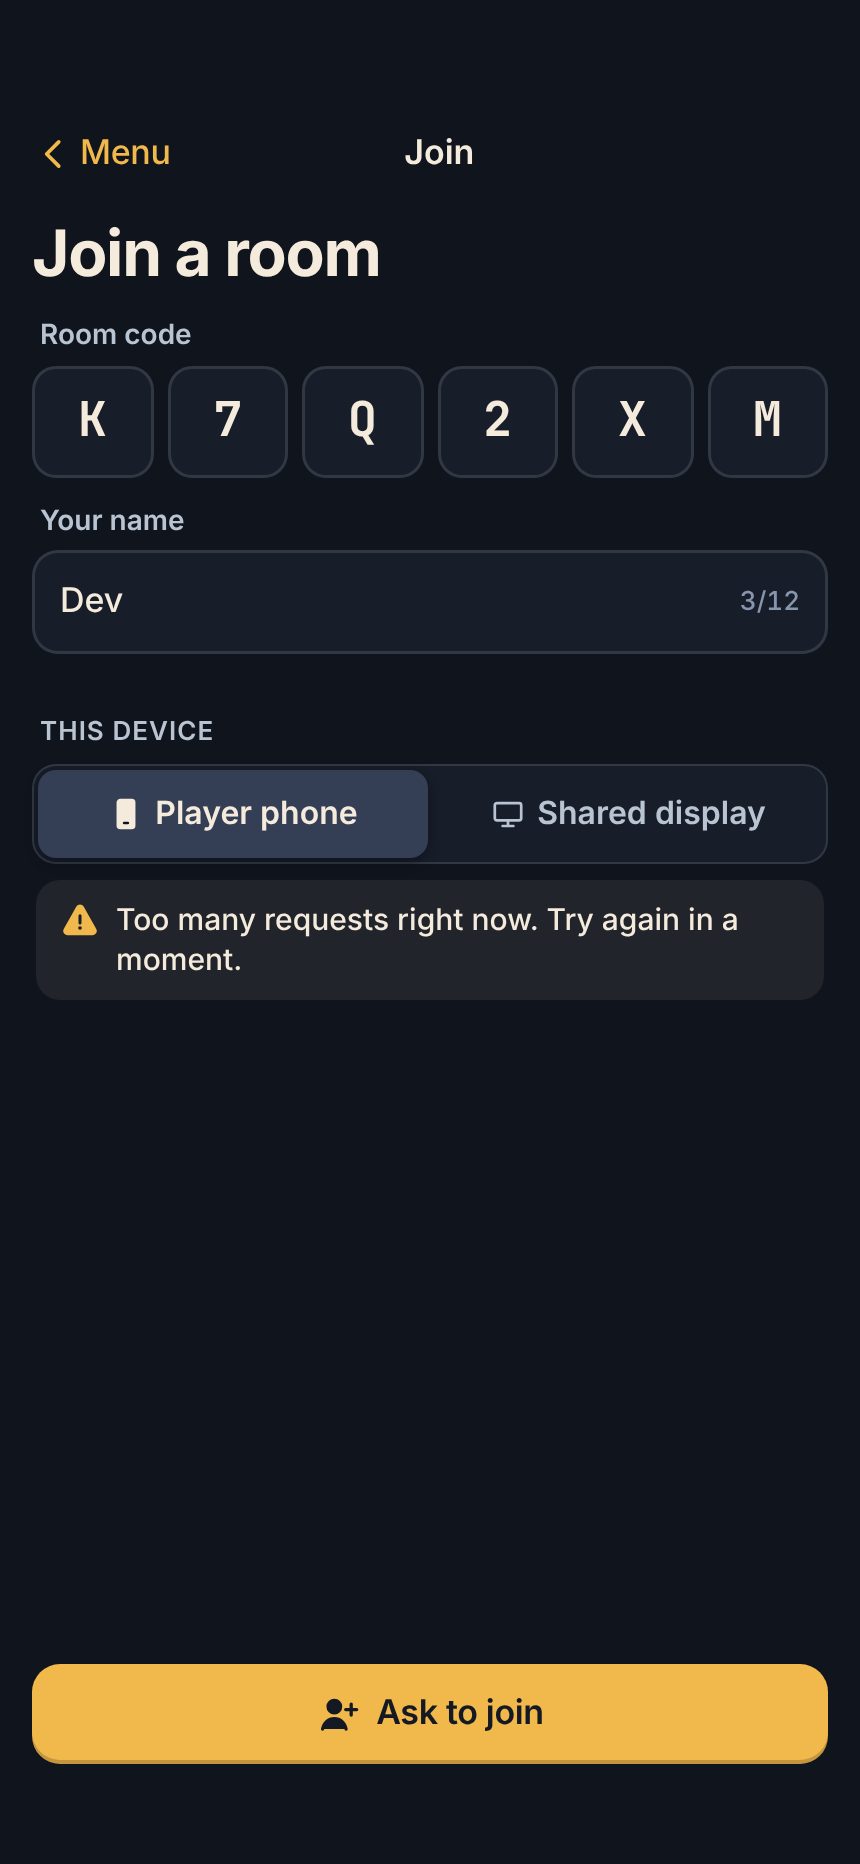 Menu
Join
Join a room
Room code
K 7 Q 2 X M
Your name
Dev
3/12
THIS DEVICE
Player phone
Shared display
Too many requests right now. Try again in a
moment.
Ask to join